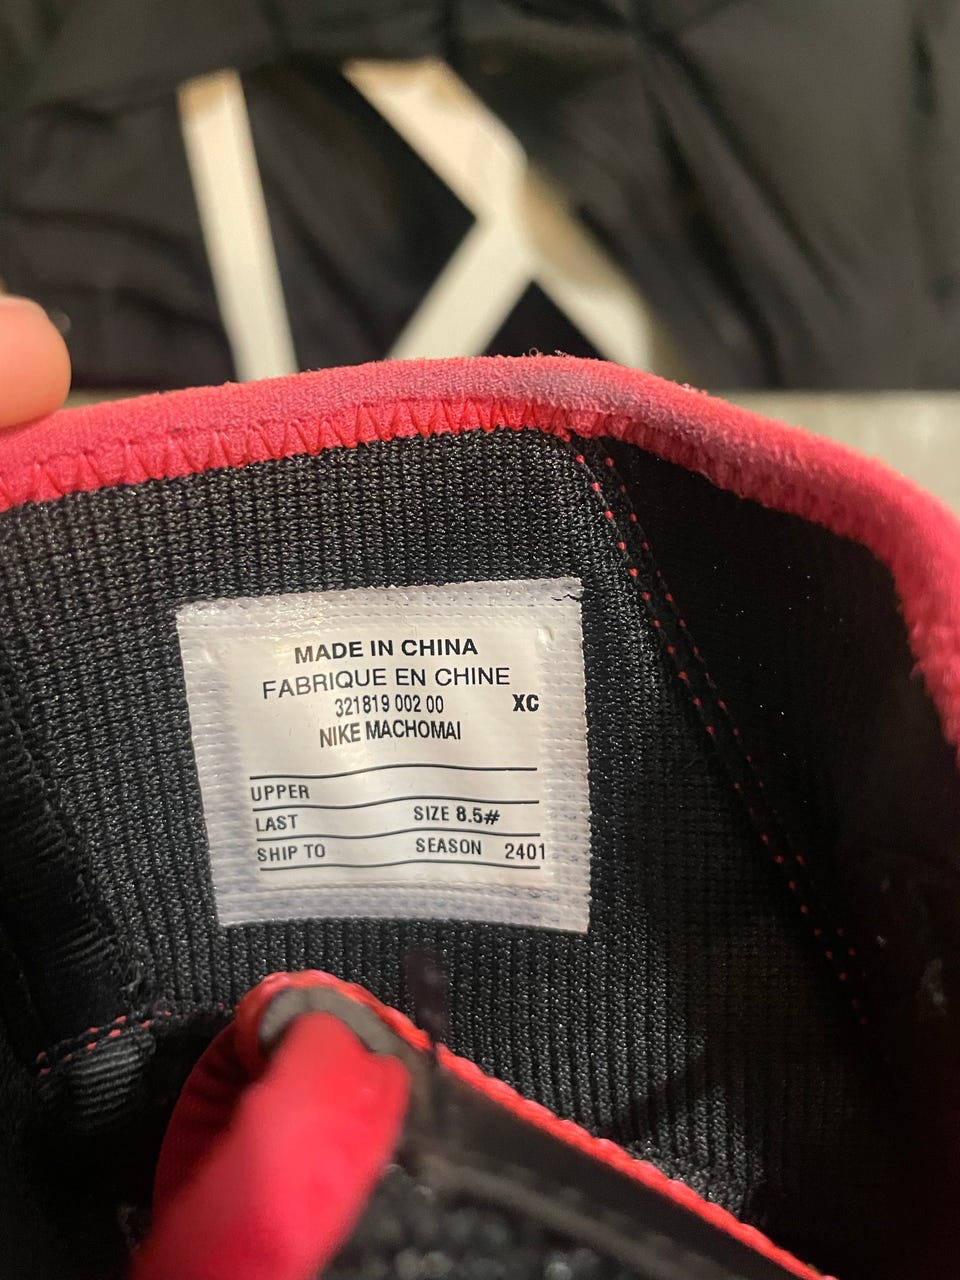 MADE IN CHINA
FABRIQUE EN CHINE
321819 002 00 XC
NIKE MACHOMAI
UPPER
LAST SIZE 8.5#
SHIP TO SEASON 2401